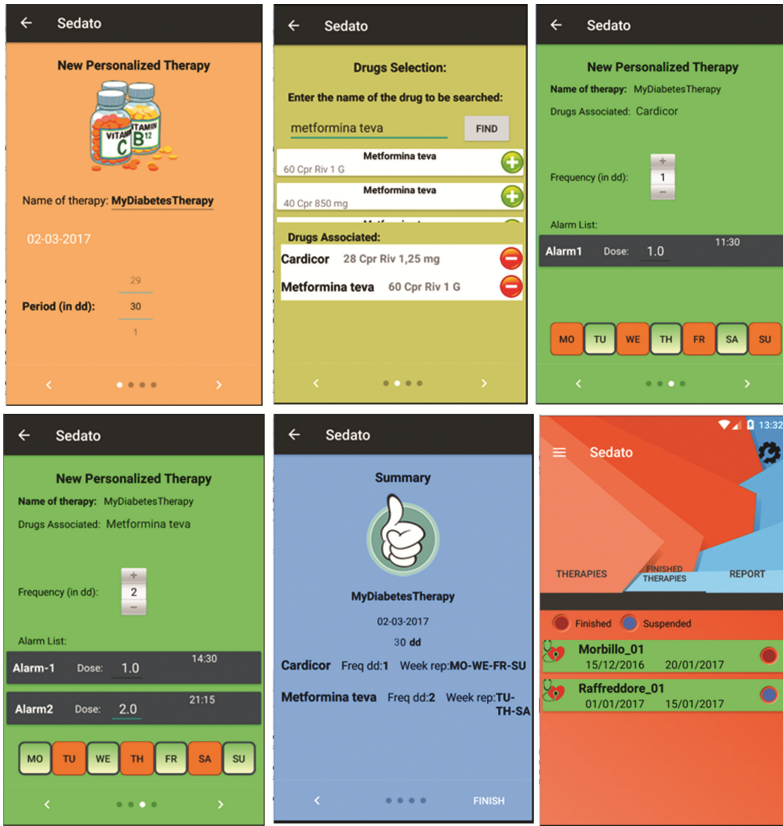 Sedato
New Personalized Therapy
VITAMIN
C
VITAMIN
B12
Name of therapy: MyDiabetesTherapy
02-03-2017
29
Period (in dd): 30
1
Sedato
Drugs Selection:
Enter the name of the drug to be searched:
metformina teva FIND
Metformina teva
60 Cpr Riv 1 G
Metformina teva
40 Cpr 850 mg
Drugs Associated:
Cardicor 28 Cpr Riv 1,25 mg
Metformina teva 60 Cpr Riv 1 G
Sedato
New Personalized Therapy
Name of therapy: MyDiabetesTherapy
Drugs Associated: Cardicor
+
Frequency (in dd): 1
−
Alarm List:
Alarm1 Dose: 1.0 11:30
MO TU WE TH FR SA SU
Sedato
New Personalized Therapy
Name of therapy: MyDiabetesTherapy
Drugs Associated: Metformina teva
+
Frequency (in dd): 2
−
Alarm List:
Alarm-1 Dose: 1.0 14:30
Alarm2 Dose: 2.0 21:15
MO TU WE TH FR SA SU
Sedato
Summary
MyDiabetesTherapy
02-03-2017
30 dd
Cardicor Freq dd:1 Week rep:MO-WE-FR-SU
Metformina teva Freq dd:2 Week rep:TU-
TH-SA
FINISH
13:32
Sedato
THERAPIES FINISHED THERAPIES REPORT
Finished Suspended
Morbillo_01
15/12/2016 20/01/2017
Raffreddore_01
01/01/2017 15/01/2017